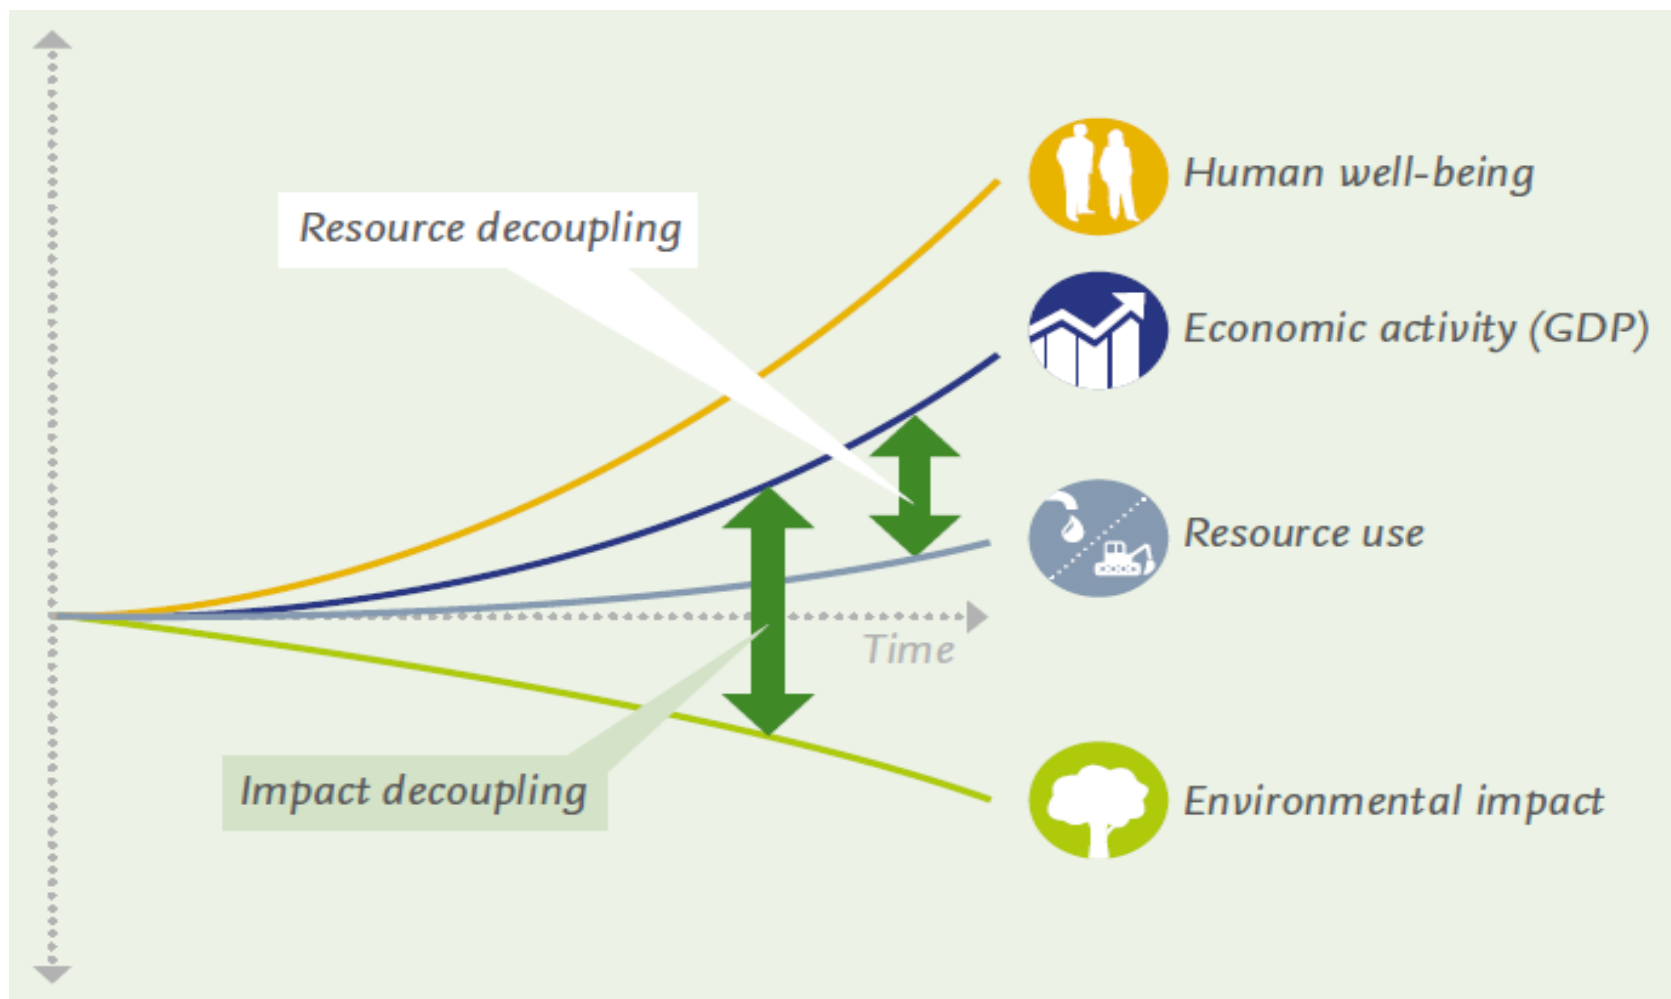 Human well-being
Resource decoupling
Economic activity (GDP)
Resource use
Time
Impact decoupling
Environmental impact